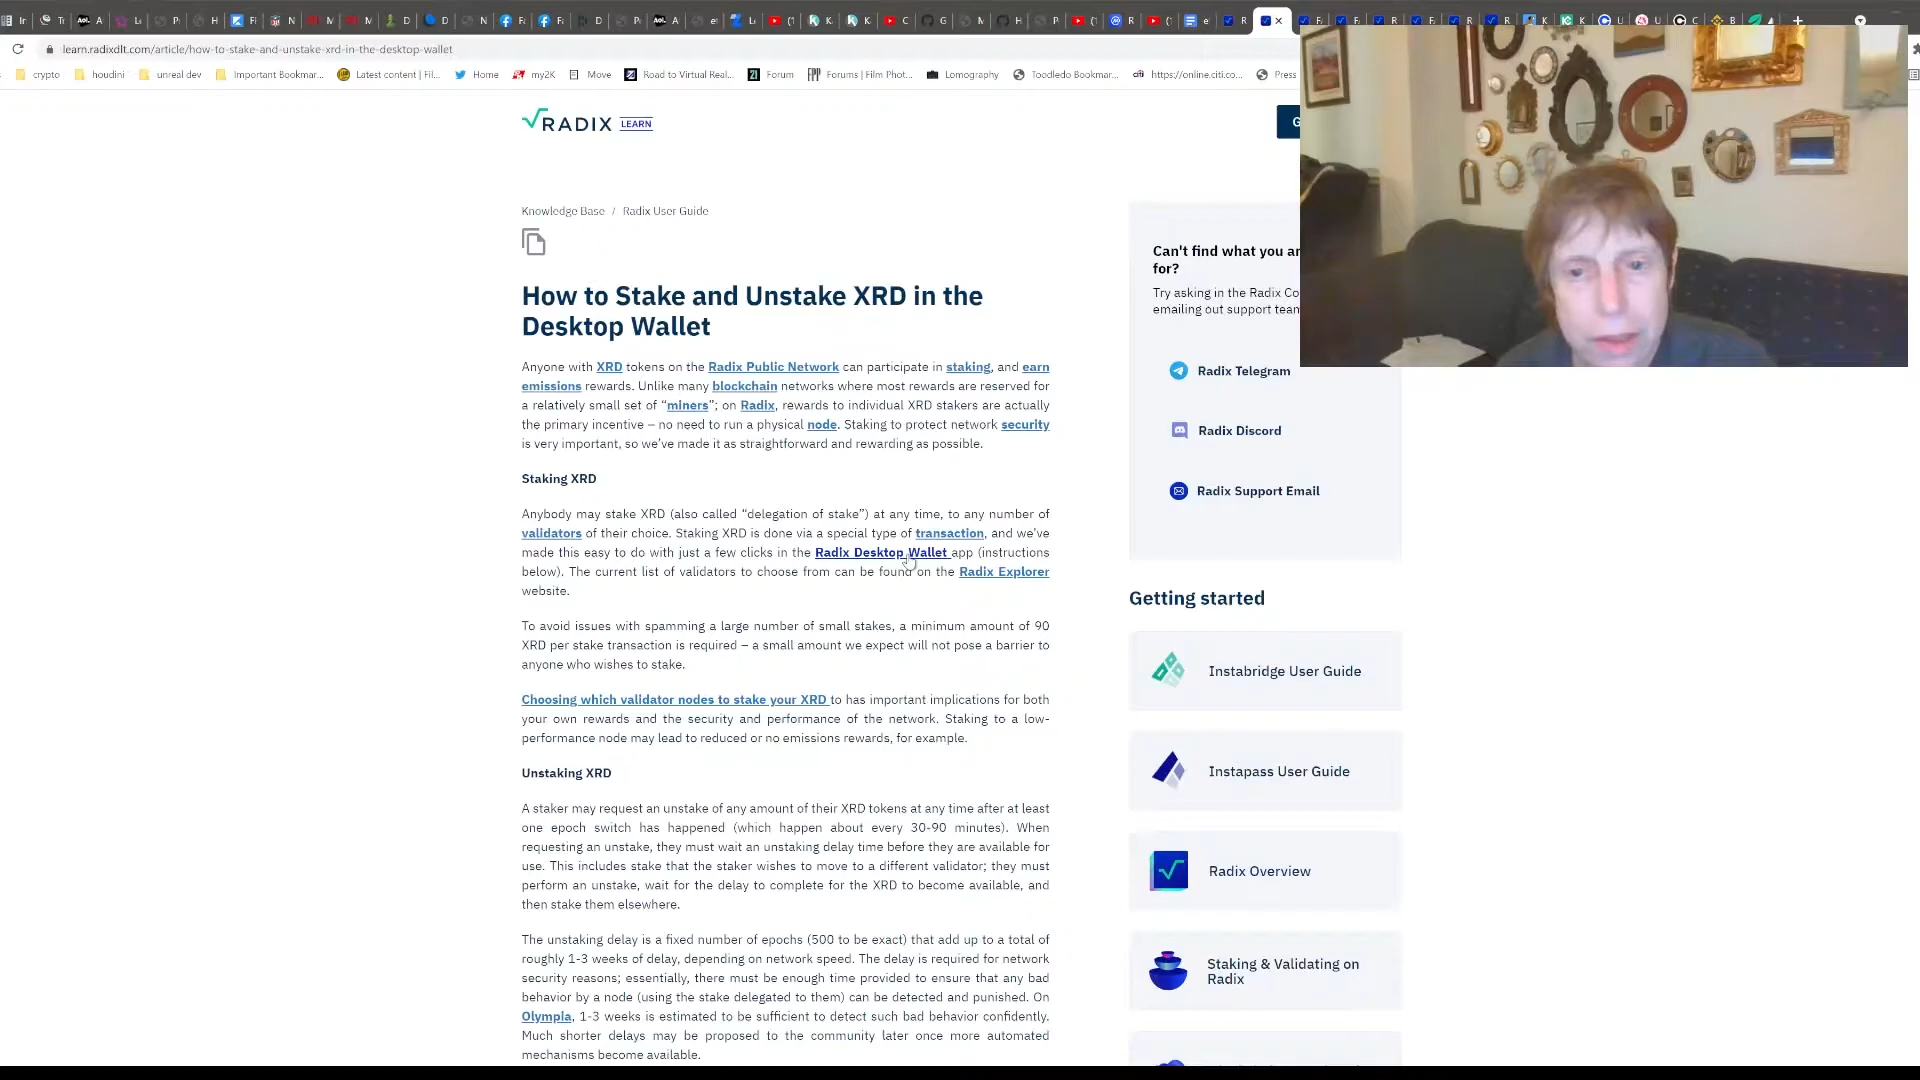 learn.radixdlt.com/article/how-to-stake-and-unstake-xrd-in-the-desktop-wallet
crypto houdini unreal dev Important Bookmar... Latest content | Fil... Home my2K Move Road to Virtual Real... Forum Forums | Film Phot... Lomography Toodledo Bookmar... https://online.citi.co... Press
RADIX LEARN
Knowledge Base / Radix User Guide
How to Stake and Unstake XRD in the
Desktop Wallet
Anyone with XRD tokens on the Radix Public Network can participate in staking, and earn
emissions rewards. Unlike many blockchain networks where most rewards are reserved for
a relatively small set of “miners”; on Radix, rewards to individual XRD stakers are actually
the primary incentive – no need to run a physical node. Staking to protect network security
is very important, so we’ve made it as straightforward and rewarding as possible.
Staking XRD
Anybody may stake XRD (also called “delegation of stake”) at any time, to any number of
validators of their choice. Staking XRD is done via a special type of transaction, and we’ve
made this easy to do with just a few clicks in the Radix Desktop Wallet app (instructions
below). The current list of validators to choose from can be found on the Radix Explorer
website.
To avoid issues with spamming a large number of small stakes, a minimum amount of 90
XRD per stake transaction is required – a small amount we expect will not pose a barrier to
anyone who wishes to stake.
Choosing which validator nodes to stake your XRD to has important implications for both
your own rewards and the security and performance of the network. Staking to a low-
performance node may lead to reduced or no emissions rewards, for example.
Unstaking XRD
A staker may request an unstake of any amount of their XRD tokens at any time after at least
one epoch switch has happened (which happen about every 30-90 minutes). When
requesting an unstake, they must wait an unstaking delay time before they are available for
use. This includes stake that the staker wishes to move to a different validator; they must
perform an unstake, wait for the delay to complete for the XRD to become available, and
then stake them elsewhere.
The unstaking delay is a fixed number of epochs (500 to be exact) that add up to a total of
roughly 1-3 weeks of delay, depending on network speed. The delay is required for network
security reasons; essentially, there must be enough time provided to ensure that any bad
behavior by a node (using the stake delegated to them) can be detected and punished. On
Olympia, 1-3 weeks is estimated to be sufficient to detect such bad behavior confidently.
Much shorter delays may be proposed to the community later once more automated
mechanisms become available.
Can't find what you ar
for?
Try asking in the Radix Co
emailing out support team
Radix Telegram
Radix Discord
Radix Support Email
Getting started
Instabridge User Guide
Instapass User Guide
Radix Overview
Staking & Validating on
Radix